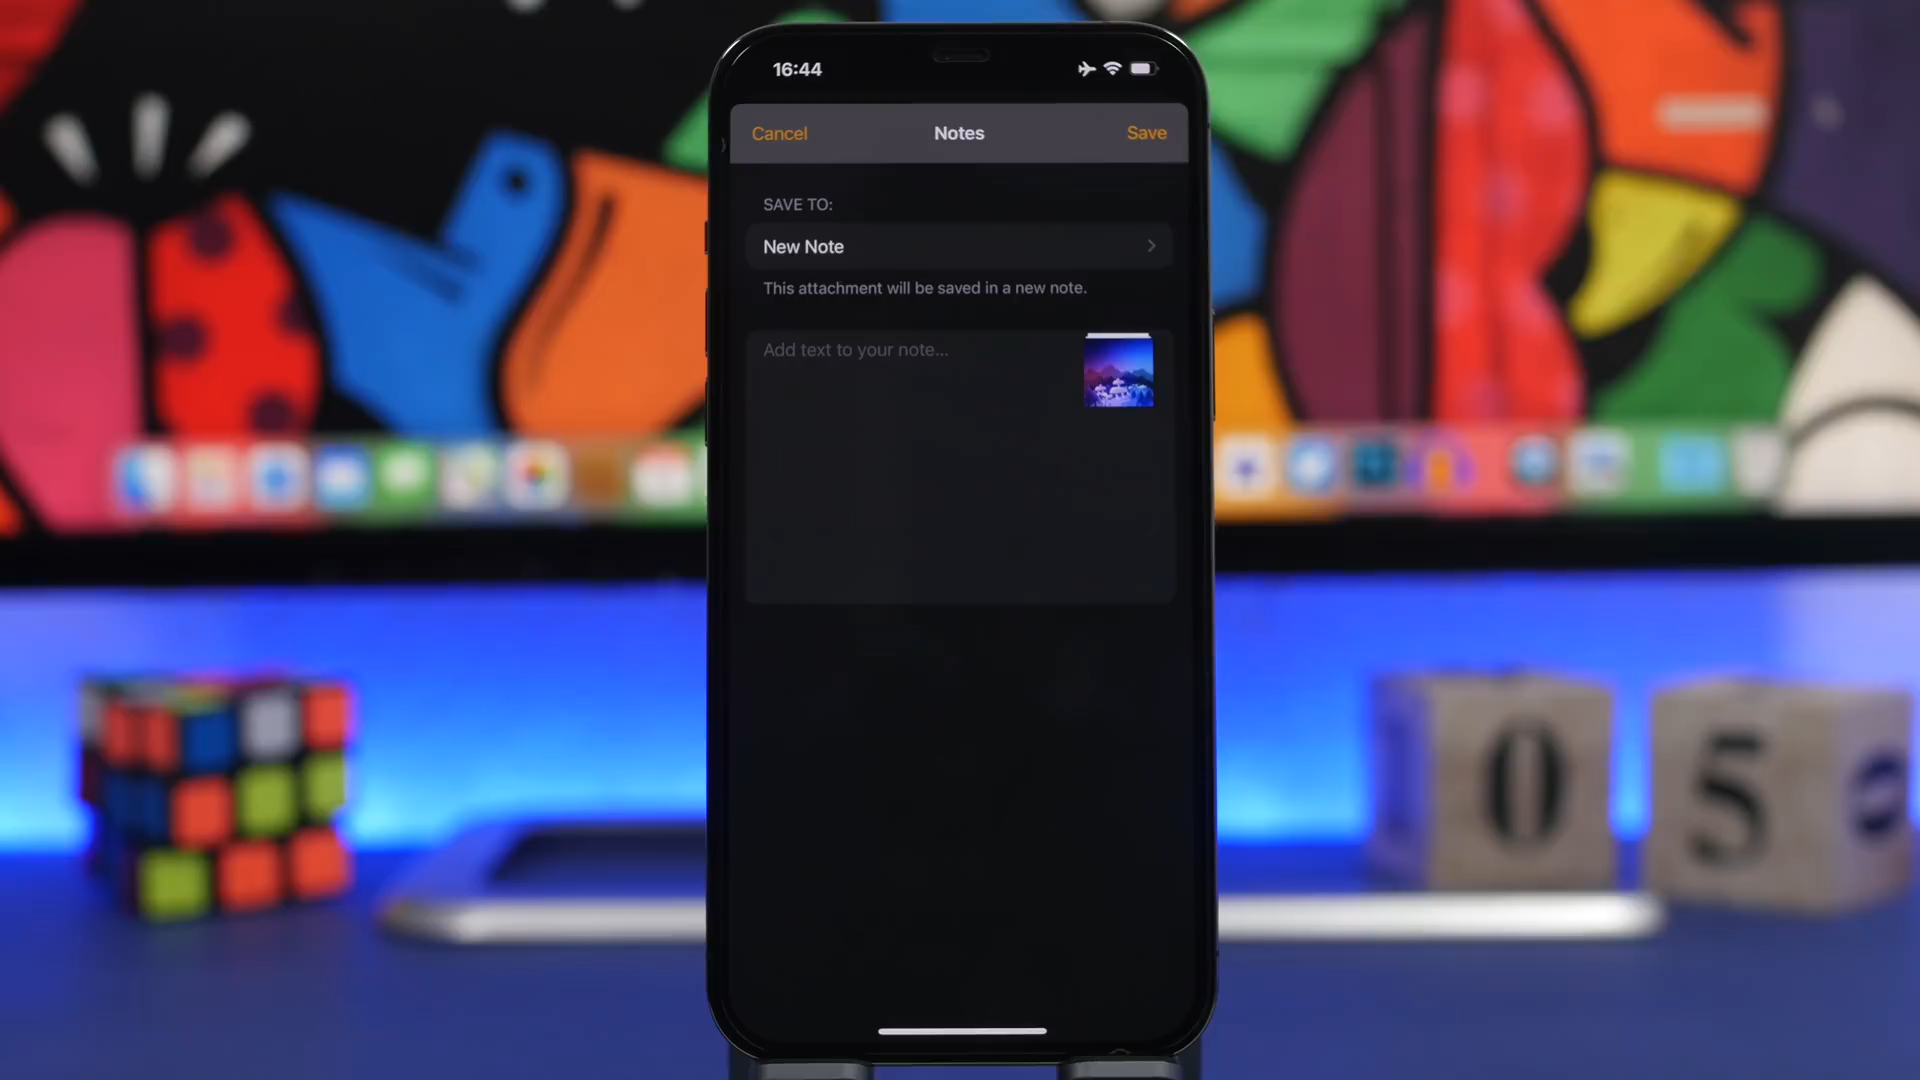 16:44
Cancel Notes Save
SAVE TO:
New Note
This attachment will be saved in a new note.
Add text to your note...
0 5